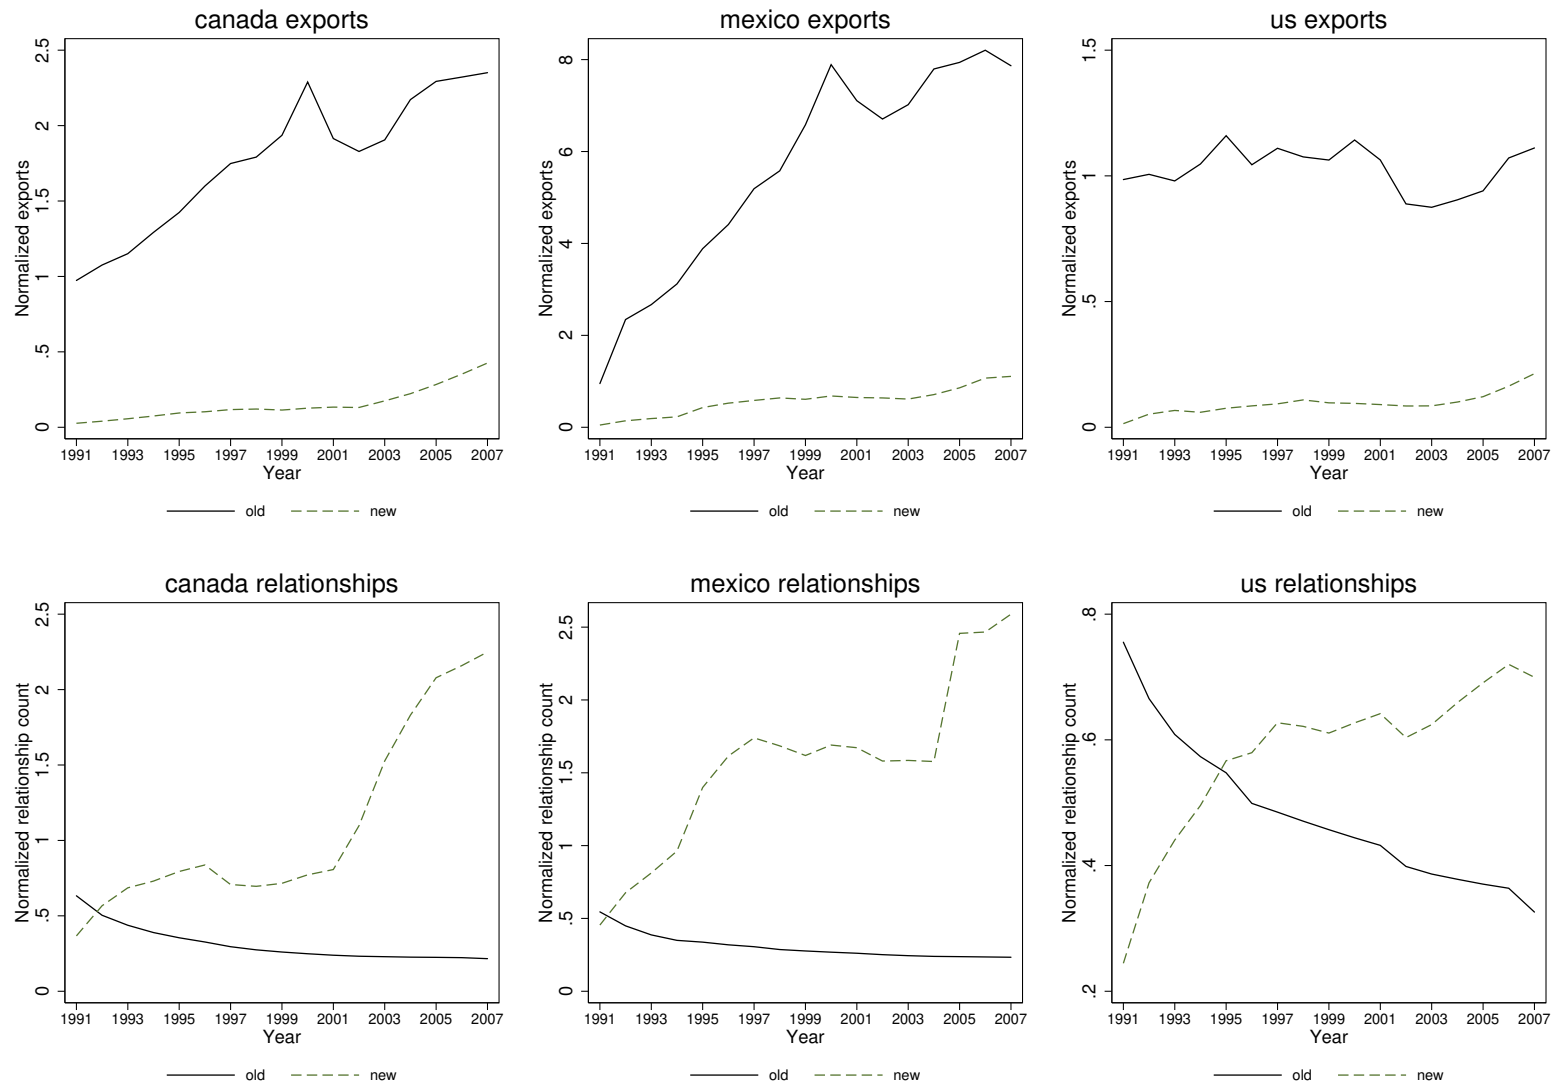 canada exports
Normalized exports
2.5
2
1.5
1
.5
0
1991 1993 1995 1997 1999 2001 2003 2005 2007
Year
old new
mexico exports
Normalized exports
8
6
4
2
0
1991 1993 1995 1997 1999 2001 2003 2005 2007
Year
old new
us exports
Normalized exports
1.5
1
.5
0
1991 1993 1995 1997 1999 2001 2003 2005 2007
Year
old new
canada relationships
Normalized relationship count
2.5
2
1.5
1
.5
0
1991 1993 1995 1997 1999 2001 2003 2005 2007
Year
old new
mexico relationships
Normalized relationship count
2.5
2
1.5
1
.5
0
1991 1993 1995 1997 1999 2001 2003 2005 2007
Year
old new
us relationships
Normalized relationship count
.8
.6
.4
.2
1991 1993 1995 1997 1999 2001 2003 2005 2007
Year
old new